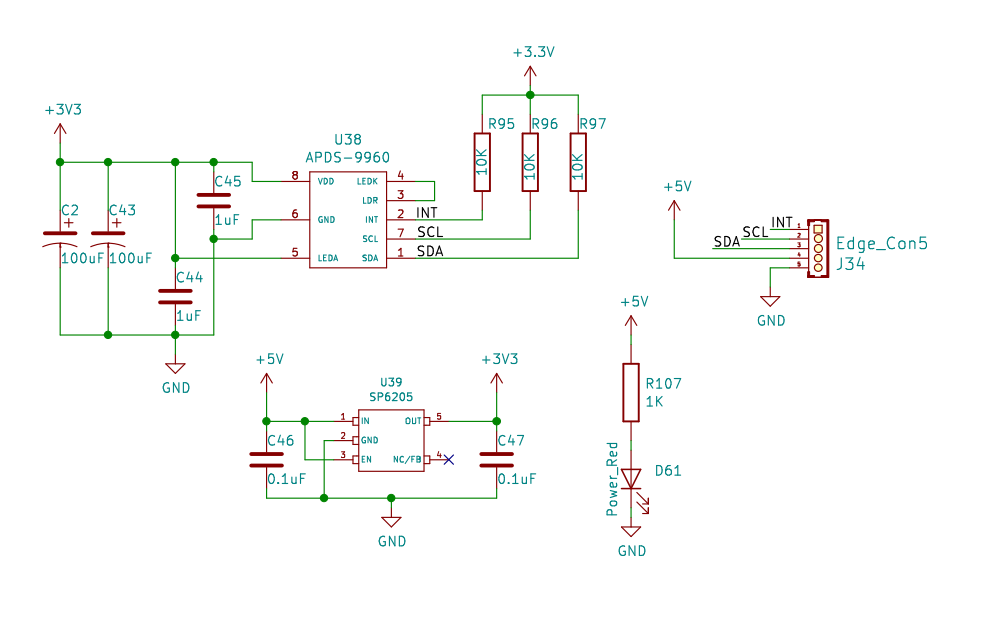 +3.3V
+3V3
R95
R96
R97
10K
10K
10K
U38
APDS-9960
C45
1uF
8
VDD
6
GND
5
LEDA
LEDK
4
LDR
3
INT
2
INT
SCL
7
SCL
SDA
1
SDA
C2
+
100uF
C43
+
100uF
C44
1uF
GND
+5V
INT
1
SCL
2
SDA
3
4
5
Edge_Con5
J34
GND
+5V
+3V3
U39
SP6205
1
IN
2
GND
3
EN
OUT
5
NC/FB
4
C46
0.1uF
C47
0.1uF
GND
+5V
R107
1K
Power_Red
D61
GND